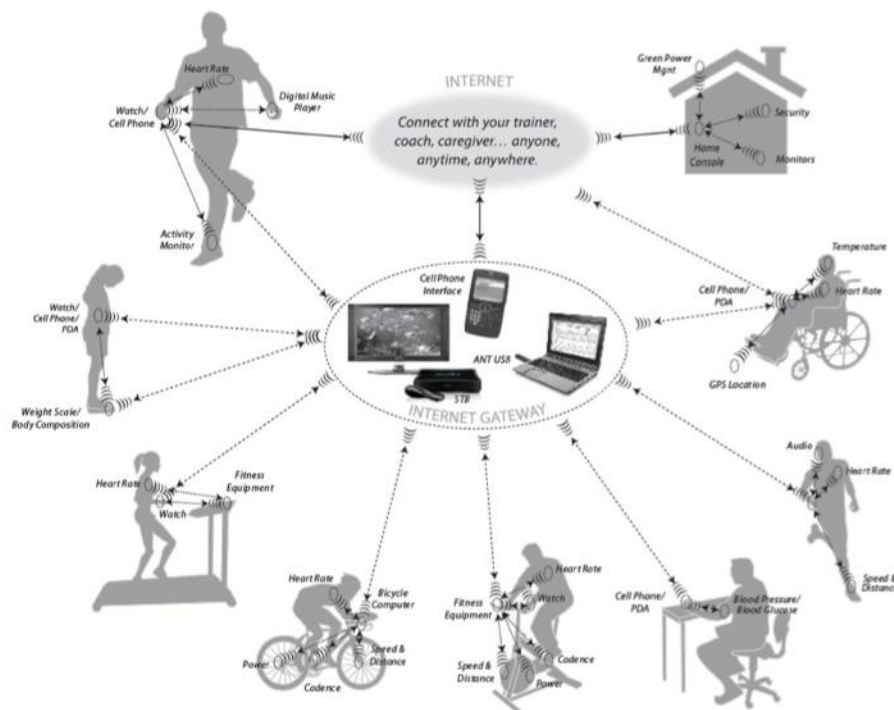 Heart Rate
Digital Music
Player
Watch/
Cell Phone
Activity
Monitor
INTERNET
Connect with your trainer,
coach, caregiver… anyone,
anytime, anywhere.
Green Power
Mgnt
Security
Home
Console
Monitors
Watch/
Cell Phone/
PDA
Weight Scale/
Body Composition
Cell Phone
Interface
ANT USB
STB
INTERNET GATEWAY
Temperature
Cell Phone/
PDA
Heart Rate
GPS Location
Heart Rate
Fitness
Equipment
Watch
Audio
Heart Rate
Speed &
Distance
Heart Rate
Bicycle
Computer
Power
Cadence
Speed &
Distance
Heart Rate
Fitness
Equipment
Watch
Speed &
Distance
Cadence
Power
Cell Phone/
PDA
Blood Pressure/
Blood Glucose